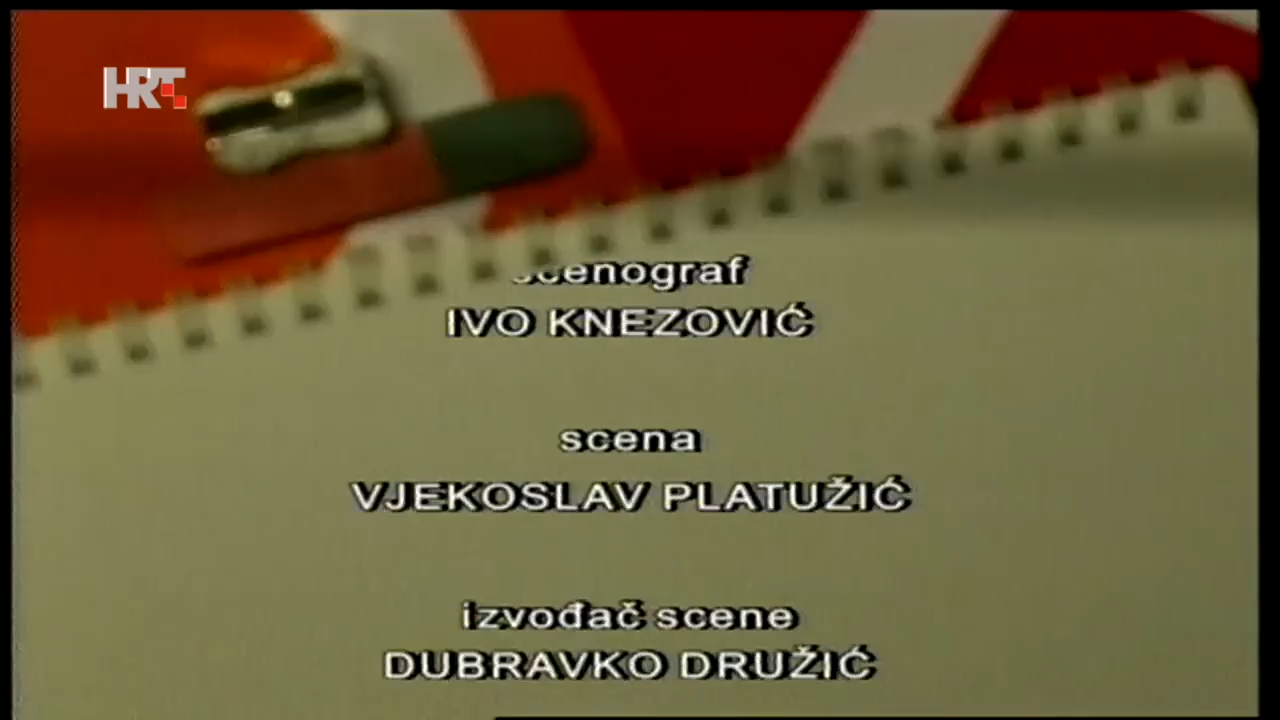 HRT
scenograf
IVO KNEZOVIĆ
scena
VJEKOSLAV PLATUŽIĆ
izvođač scene
DUBRAVKO DRUŽIĆ